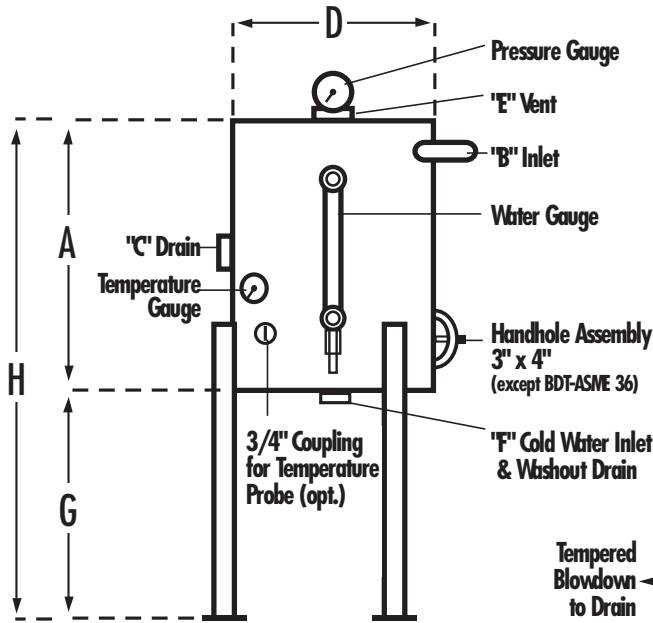 D
Pressure Gauge
"E" Vent
"B" Inlet
A
Water Gauge
"C" Drain
Temperature
Gauge
H
Handhole Assembly
3" x 4"
(except BDT-ASME 36)
3/4" Coupling
for Temperature
Probe (opt.)
"F" Cold Water Inlet
& Washout Drain
G
Tempered
Blowdown
to Drain